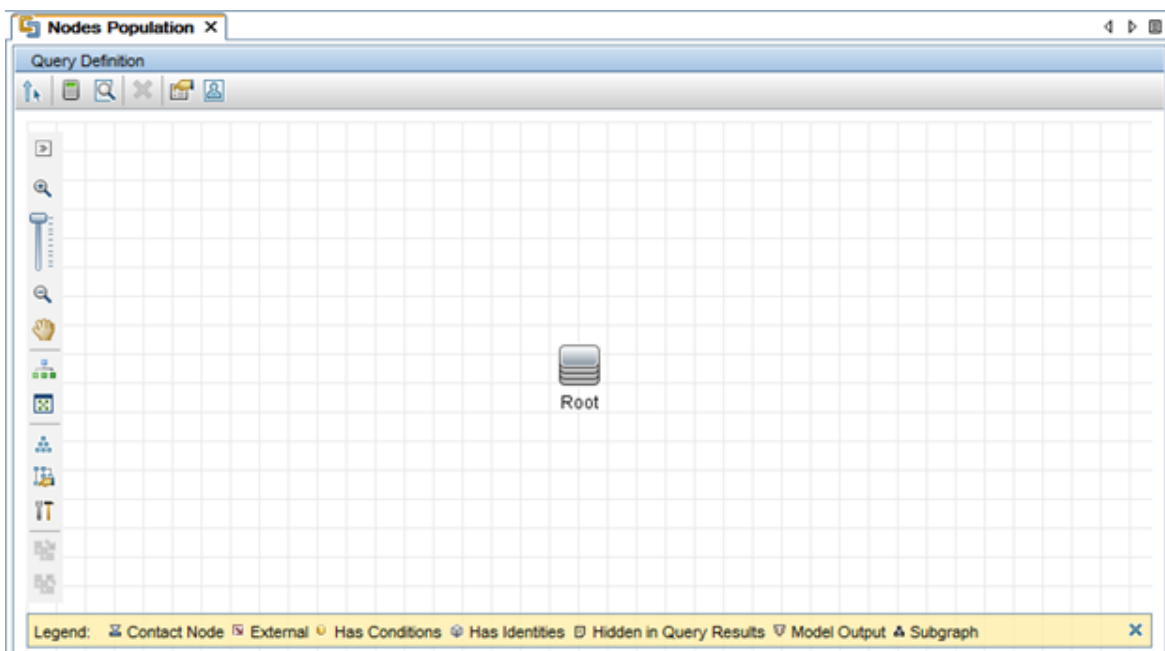 Nodes Population
Query Definition
Root
Legend: Contact Node External Has Conditions Has Identities Hidden in Query Results Model Output Subgraph